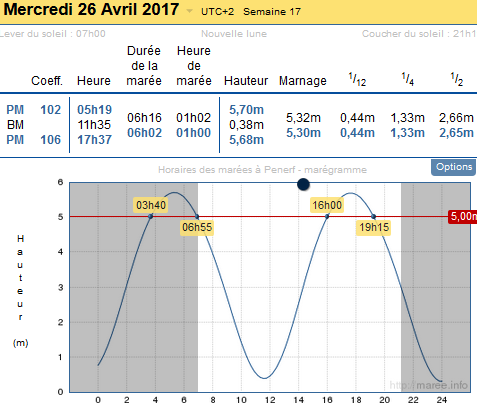 Mercredi 26 Avril 2017 UTC+2 Semaine 17
Lever du soleil : 07h00 Nouvelle lune Coucher du soleil : 21h1
Durée Heure
de la de la
marée marée
Coeff. Heure Hauteur Marnage 1/12 1/4 1/2
PM 102 05h19 5,70m
06h16 01h02 5,32m 0,44m 1,33m 2,66m
BM 11h35 0,38m
06h02 01h00 5,30m 0,44m 1,33m 2,65m
PM 106 17h37 5,68m
Options
Horaires des marées à Penerf - marégramme
6
03h40 16h00
5 5,00m
06h55 19h15
4
3
2
1
0
Hauteur
(m)
http://maree.info
0 2 4 6 8 10 12 14 16 18 20 22 24